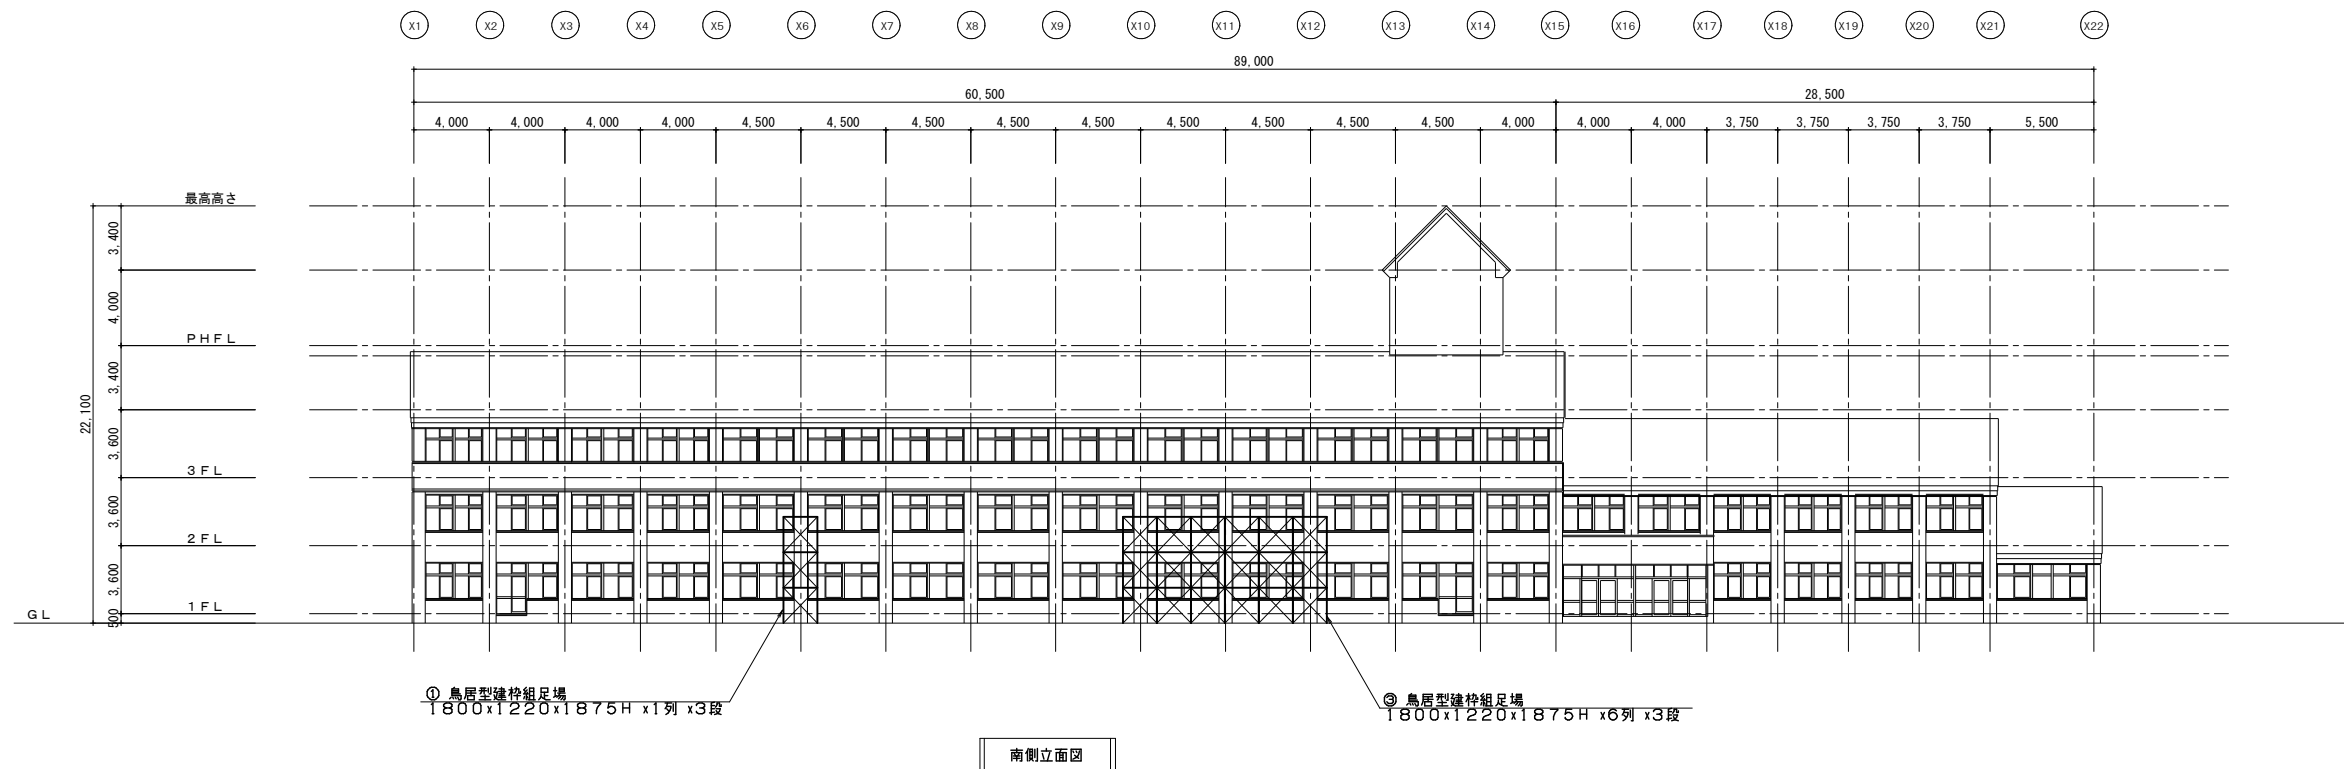 X1 X2 X3 X4 X5 X6 X7 X8 X9 X10 X11 X12 X13 X14 X15 X16 X17 X18 X19 X20 X21 X22
89,000
60,500 28,500
4,000 4,000 4,000 4,000 4,500 4,500 4,500 4,500 4,500 4,500 4,500 4,500 4,500 4,000 4,000 4,000 3,750 3,750 3,750 3,750 5,500
最高高さ
3,400
4,000
PHFL
3,400
22,100
3,600
3FL
3,600
2FL
3,600
1FL
GL
500
① 鳥居型建枠組足場
1800x1220x1875H x1列 x3段
③ 鳥居型建枠組足場
1800x1220x1875H x6列 x3段
南側立面図